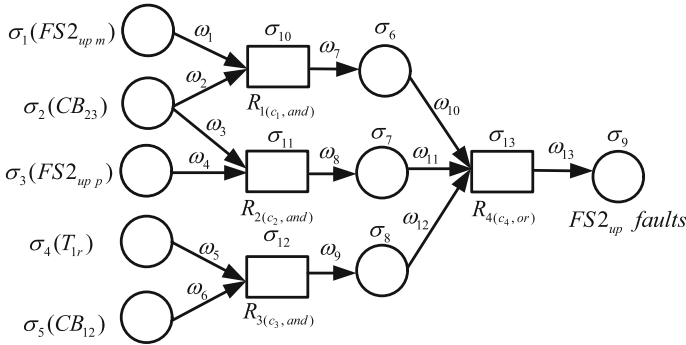 σ₁(FS2ᵤₚ ₘ)
ω₁
σ₁₀
ω₇
σ₆
R₁₍c₁, and₎
ω₂
σ₂(CB₂₃)
ω₃
ω₁₀
σ₁₁
ω₈
σ₇
ω₁₁
σ₁₃
ω₁₃
σ₉
ω₄
σ₃(FS2ᵤₚ ₚ)
R₂₍c₂, and₎
R₄₍c₄, or₎
FS2ᵤₚ faults
ω₁₂
σ₁₂
ω₉
σ₈
σ₄(T₁ᵣ)
ω₅
ω₆
R₃₍c₃, and₎
σ₅(CB₁₂)